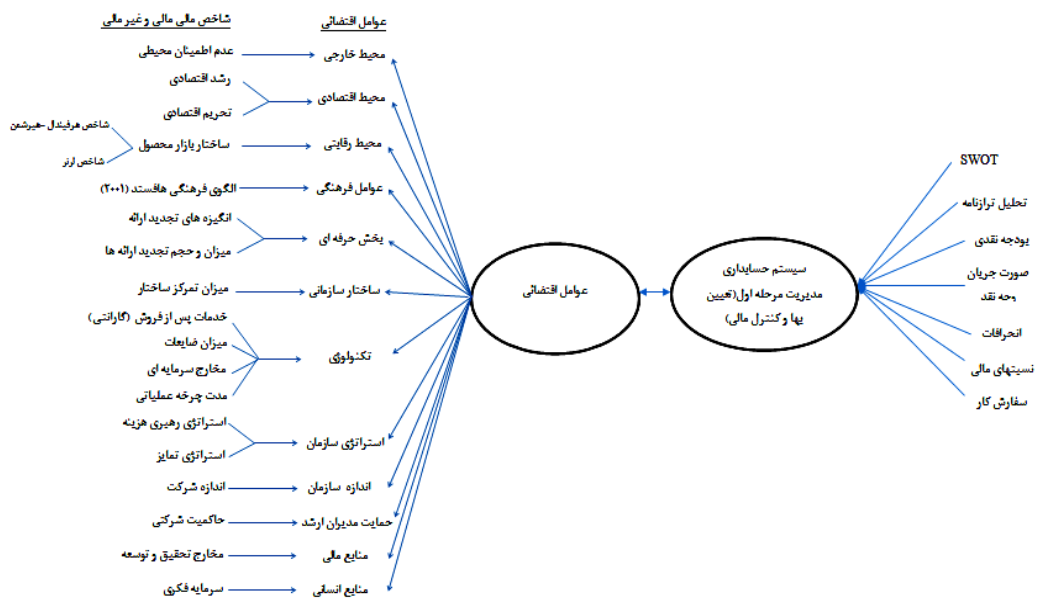 عوامل اقتضائی
شاخص مالی مالی و غیر مالی
محیط خارجی
عدم اطمینان محیطی
محیط اقتصادی
رشد اقتصادی
تحریم اقتصادی
محیط رقابتی
ساختار بازار محصول
شاخص هرفیندال -هیرشمن
شاخص لرنر
عوامل فرهنگی
الگوی فرهنگی هافستد (۲۰۰۱)
بخش حرفه ای
انگیزه های تجدید ارائه
میزان و حجم تجدید ارائه ها
ساختار سازمانی
میزان تمرکز ساختار
تکنولوژی
خدمات پس از فروش (گارانتی)
میزان ضایعات
مخارج سرمایه ای
مدت چرخه عملیاتی
استراتژی سازمان
استراتژی رهبری هزینه
استراتژی تمایز
اندازه سازمان
اندازه شرکت
حمایت مدیران ارشد
حاکمیت شرکتی
منابع مالی
مخارج تحقیق و توسعه
منابع انسانی
سرمایه فکری
عوامل اقتضائی
سیستم حسابداری
مدیریت مرحله اول(تعیین
بها و کنترل مالی)
SWOT
تحلیل ترازنامه
بودجه نقدی
صورت جریان
وجه نقد
انحرافات
نسبتهای مالی
سفارش کار